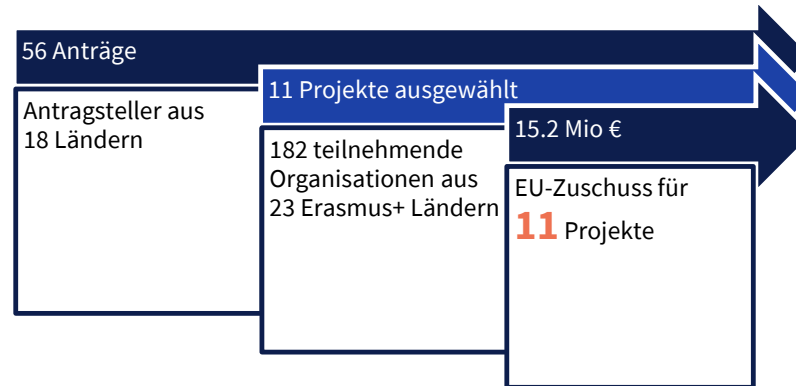 56 Anträge
Antragsteller aus
18 Ländern
11 Projekte ausgewählt
182 teilnehmende
Organisationen aus
23 Erasmus+ Ländern
15.2 Mio €
EU-Zuschuss für
11 Projekte